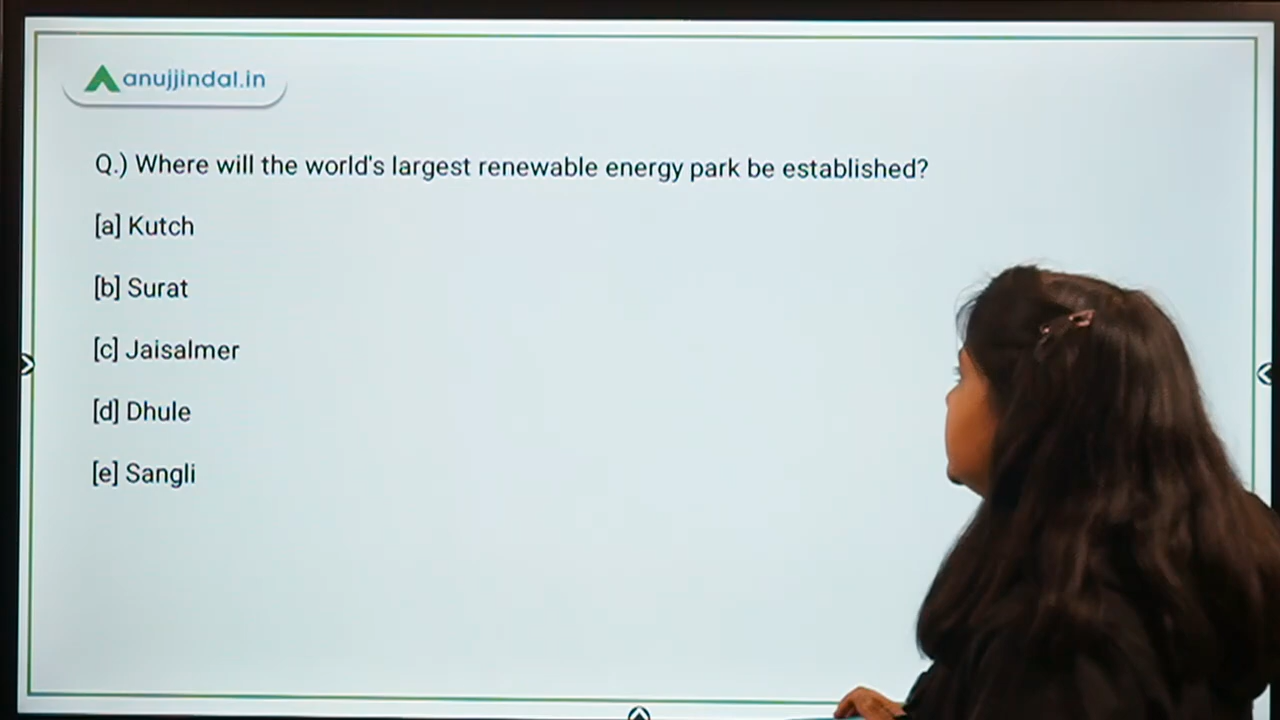 anujjindal.in
Q.) Where will the world's largest renewable energy park be established?
[a] Kutch
[b] Surat
[c] Jaisalmer
[d] Dhule
[e] Sangli